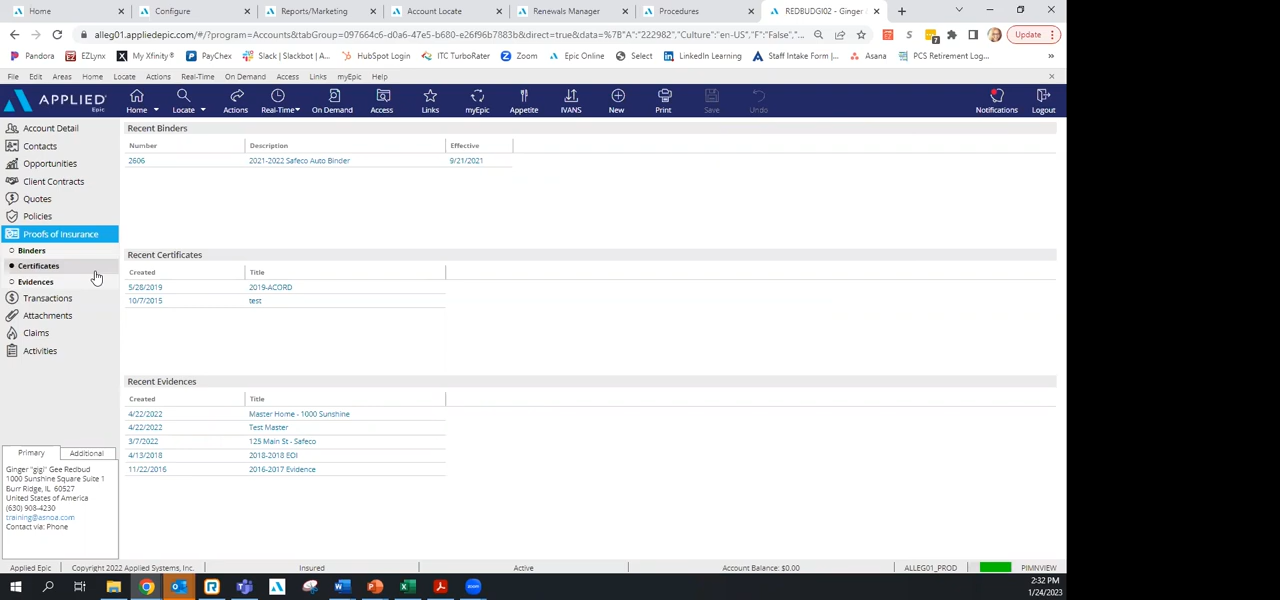 Home
Configure
Reports/Marketing
Account Locate
Renewals Manager
Procedures
REDBUDGI02 - Ginger
alleg01.appliedepic.com/#/?program=Accounts&tabGroup=097664c6-d0a6-47e5-b680-e26f96b7883b&direct=true&data=%7B"A":"222982","Culture":"en-US","F":"False",...
Update
Pandora
EZLynx
My Xfinity®
PayChex
Slack | Slackbot | A...
HubSpot Login
ITC TurboRater
Zoom
Epic Online
Select
LinkedIn Learning
Staff Intake Form |...
Asana
PCS Retirement Log...
»
File Edit Areas Home Locate Actions Real-Time On Demand Access Links myEpic Help
APPLIED
Epic
Home
Locate
Actions
Real-Time
On Demand
Access
Links
myEpic
Appetite
IVANS
New
Print
Save
Undo
Notifications
Logout
Account Detail
Contacts
Opportunities
Client Contracts
Quotes
Policies
Proofs of Insurance
Binders
Certificates
Evidences
Transactions
Attachments
Claims
Activities
Recent Binders
Number Description Effective
2606 2021-2022 Safeco Auto Binder 9/21/2021
Recent Certificates
Created Title
5/28/2019 2019-ACORD
10/7/2015 test
Recent Evidences
Created Title
4/22/2022 Master Home - 1000 Sunshine
4/22/2022 Test Master
3/7/2022 125 Main St - Safeco
4/13/2018 2018-2018 EOI
11/22/2016 2016-2017 Evidence
Primary Additional
Ginger "gigi" Gee Redbud
1000 Sunshine Square Suite 1
Burr Ridge, IL 60527
United States of America
(630) 908-4230
training@asnoa.com
Contact via: Phone
Applied Epic Copyright 2022 Applied Systems, Inc. Insured Active Account Balance: $0.00 ALLEG01_PROD PIMNVIEW
2:32 PM
1/24/2023